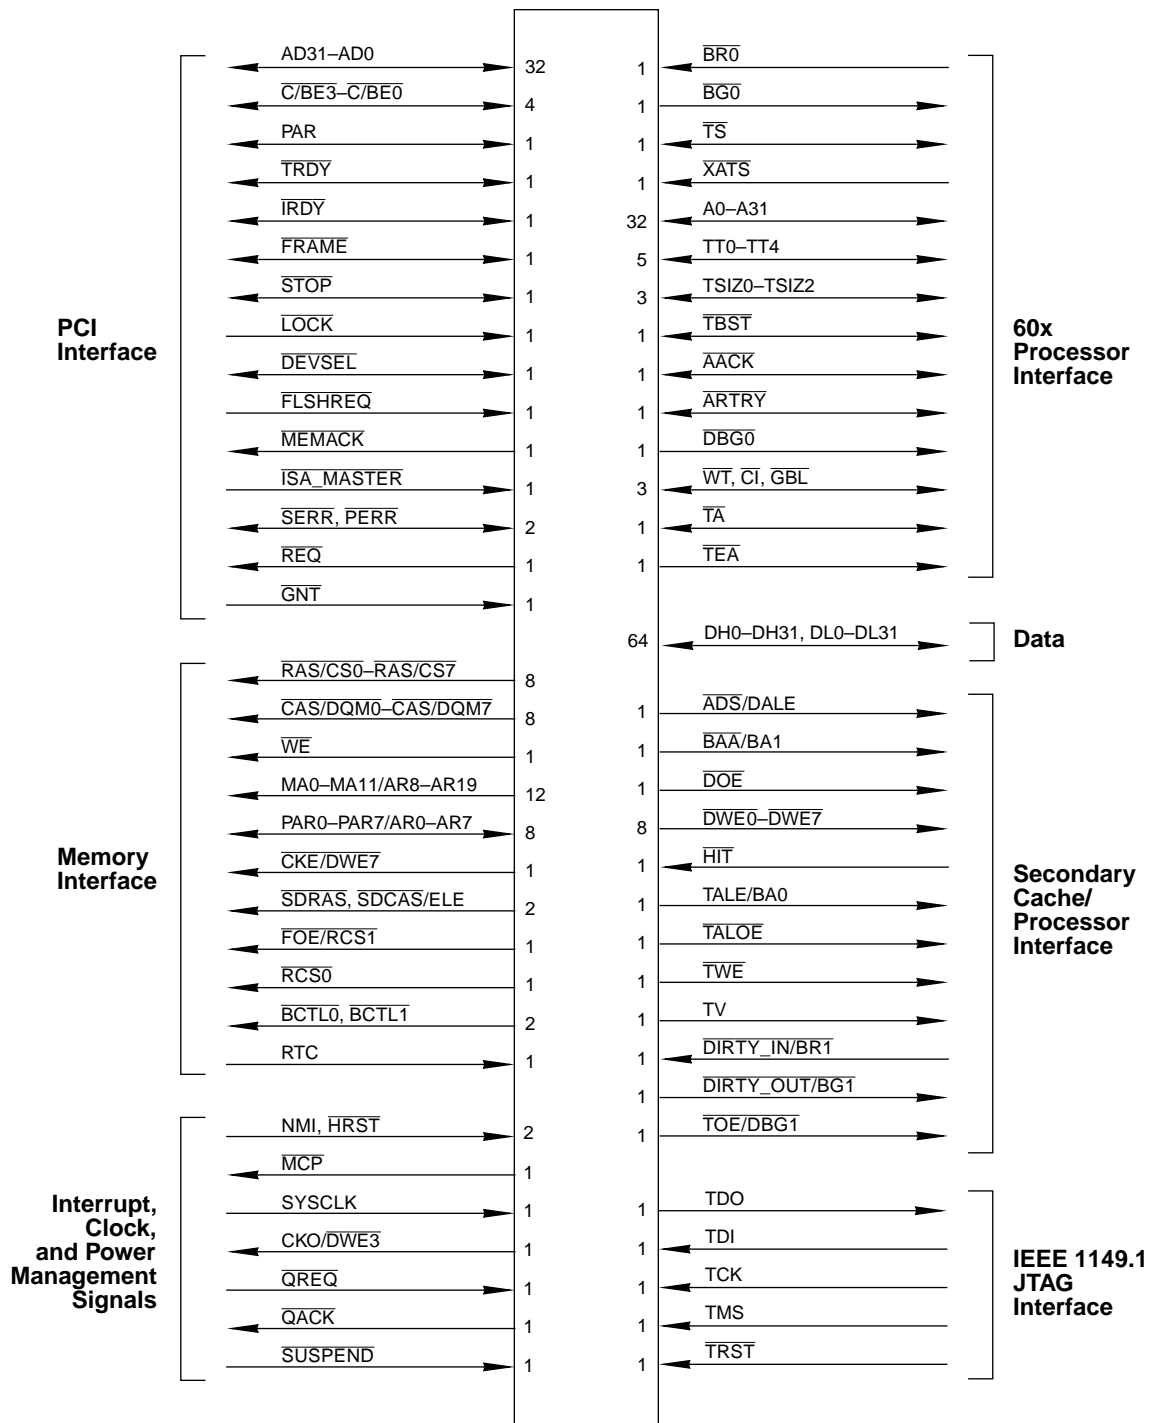 PCI
Interface
AD31–AD0
32
C/BE3–C/BE0
4
PAR
1
TRDY
1
IRDY
1
FRAME
1
STOP
1
LOCK
1
DEVSEL
1
FLSHREQ
1
MEMACK
1
ISA_MASTER
1
SERR, PERR
2
REQ
1
GNT
1
Memory
Interface
RAS/CS0–RAS/CS7
8
CAS/DQM0–CAS/DQM7
8
WE
1
MA0–MA11/AR8–AR19
12
PAR0–PAR7/AR0–AR7
8
CKE/DWE7
1
SDRAS, SDCAS/ELE
2
FOE/RCS1
1
RCS0
1
BCTL0, BCTL1
2
RTC
1
Interrupt,
Clock,
and Power
Management
Signals
NMI, HRST
2
MCP
1
SYSCLK
1
CKO/DWE3
1
QREQ
1
QACK
1
SUSPEND
1
1
BR0
1
BG0
1
TS
1
XATS
32
A0–A31
5
TT0–TT4
3
TSIZ0–TSIZ2
1
TBST
1
AACK
1
ARTRY
1
DBG0
3
WT, CI, GBL
1
TA
1
TEA
60x
Processor
Interface
64
DH0–DH31, DL0–DL31
Data
1
ADS/DALE
1
BAA/BA1
1
DOE
8
DWE0–DWE7
1
HIT
1
TALE/BA0
1
TALOE
1
TWE
1
TV
1
DIRTY_IN/BR1
1
DIRTY_OUT/BG1
1
TOE/DBG1
Secondary
Cache/
Processor
Interface
1
TDO
1
TDI
1
TCK
1
TMS
1
TRST
IEEE 1149.1
JTAG
Interface